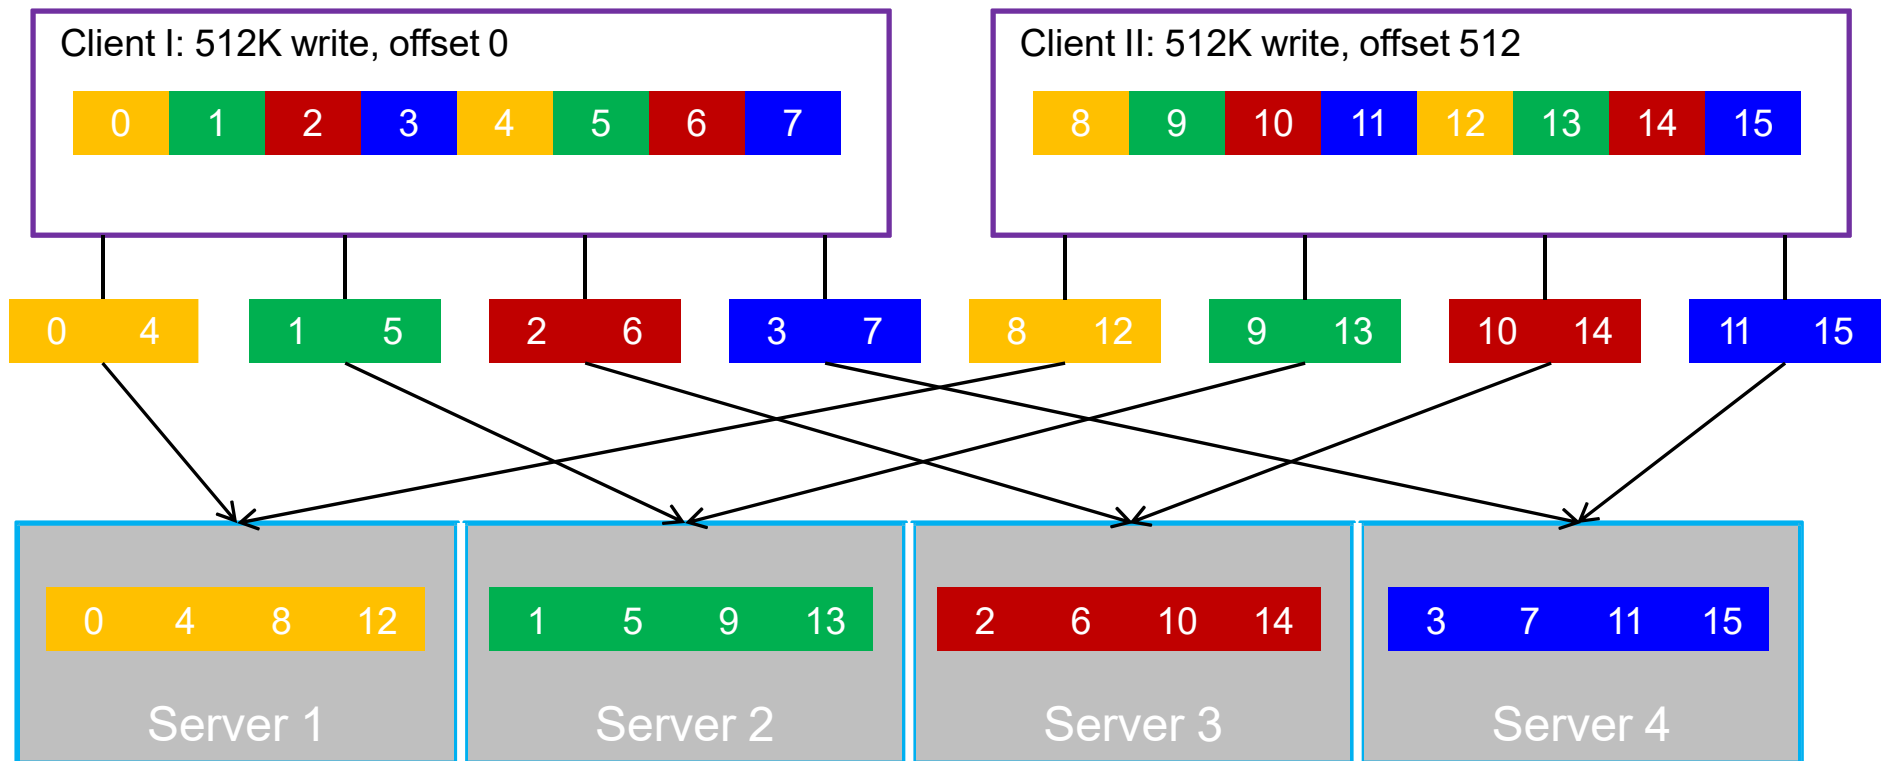 Client I: 512K write, offset 0
0 1 2 3 4 5 6 7
Client II: 512K write, offset 512
8 9 10 11 12 13 14 15
0 4
1 5
2 6
3 7
8 12
9 13
10 14
11 15
0 4 8 12
Server 1
1 5 9 13
Server 2
2 6 10 14
Server 3
3 7 11 15
Server 4